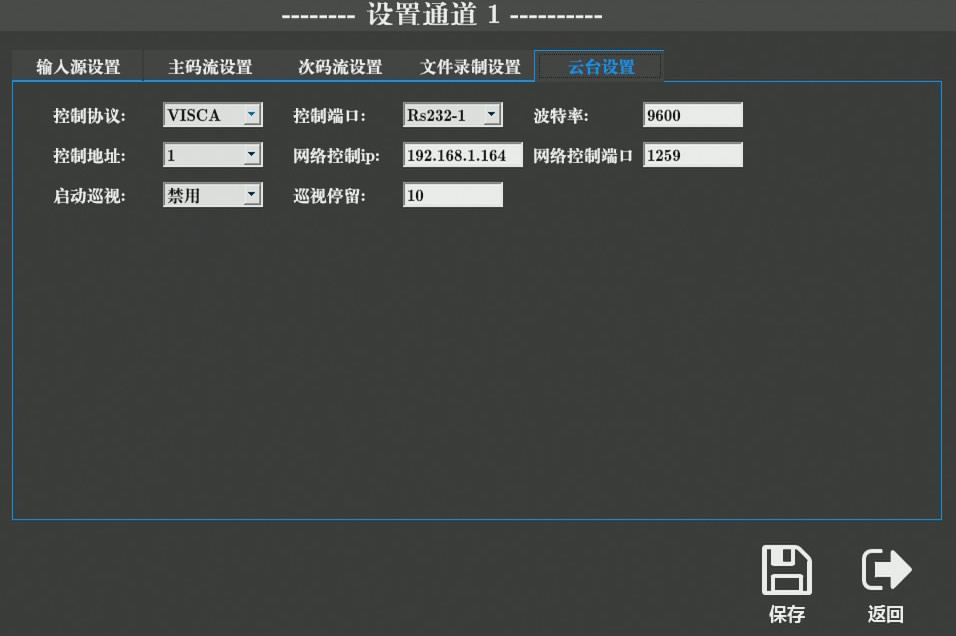 -------- 设置通道 1 ----------
输入源设置 主码流设置 次码流设置 文件录制设置 云台设置
控制协议: VISCA 控制端口: Rs232-1 波特率: 9600
控制地址: 1 网络控制ip: 192.168.1.164 网络控制端口 1259
启动巡视: 禁用 巡视停留: 10
保存 返回